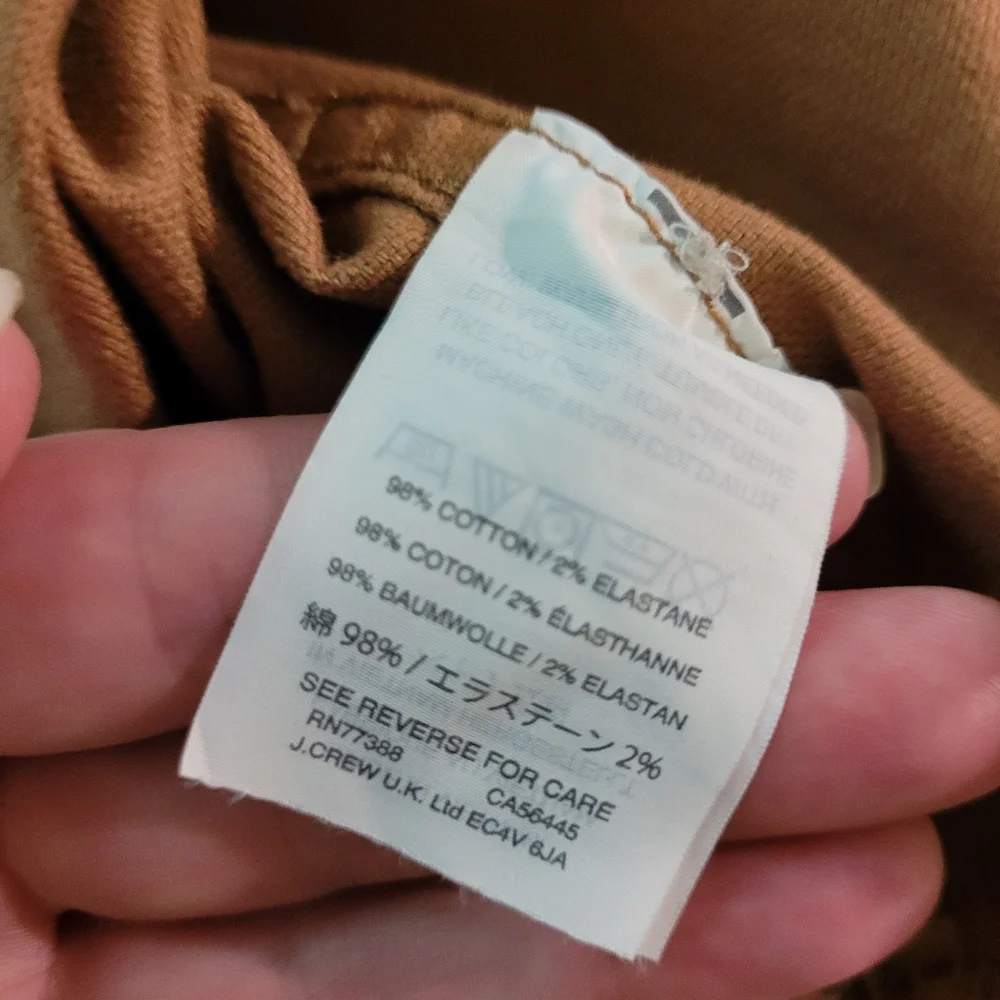 98% COTTON / 2% ELASTANE
98% COTON / 2% ÉLASTHANNE
98% BAUMWOLLE / 2% ELASTAN
綿 98% / エラステーン 2%
SEE REVERSE FOR CARE
RN77388 CA56445
J.CREW U.K. Ltd EC4V 6JA